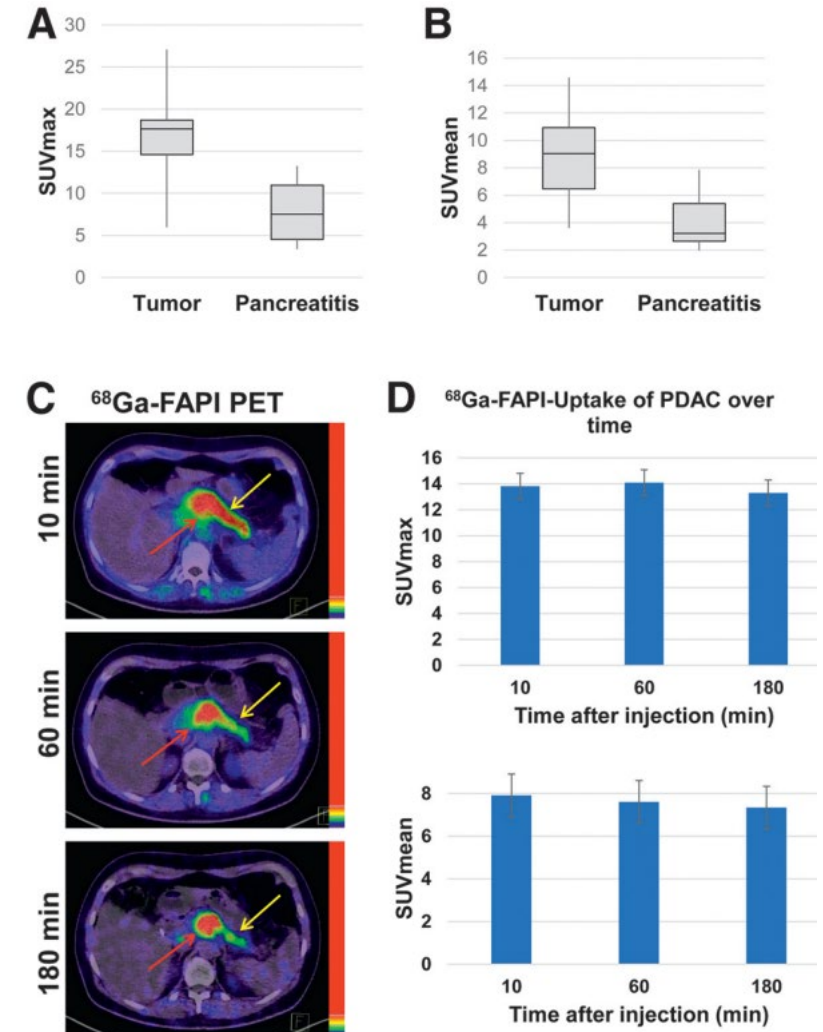 A
30
25
20
15
10
5
0
SUVmax
Tumor Pancreatitis
B
16
14
12
10
8
6
4
2
0
SUVmean
Tumor Pancreatitis
C
68Ga-FAPI PET
10 min
60 min
180 min
F
F
F
D
68Ga-FAPI-Uptake of PDAC over
time
16
14
12
10
8
6
4
2
0
SUVmax
10 60 180
Time after injection (min)
8
6
4
2
0
SUVmean
10 60 180
Time after injection (min)